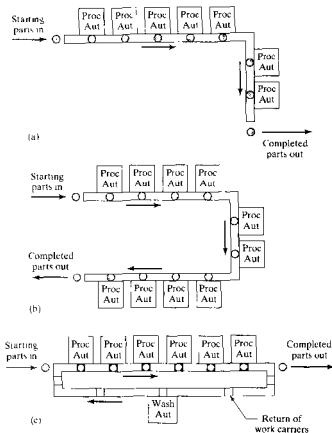 Starting
parts in
Proc
Aut
Proc
Aut
Proc
Aut
Proc
Aut
Proc
Aut
Proc
Aut
Proc
Aut
(a)
Completed
parts out
Starting
parts in
Proc
Aut
Proc
Aut
Proc
Aut
Proc
Aut
Proc
Aut
Proc
Aut
Completed
parts out
Proc
Aut
Proc
Aut
Proc
Aut
Proc
Aut
(b)
Starting
parts in
Proc
Aut
Proc
Aut
Proc
Aut
Proc
Aut
Proc
Aut
Proc
Aut
Completed
parts out
Wash
Aut
(c)
Return of
work carriers